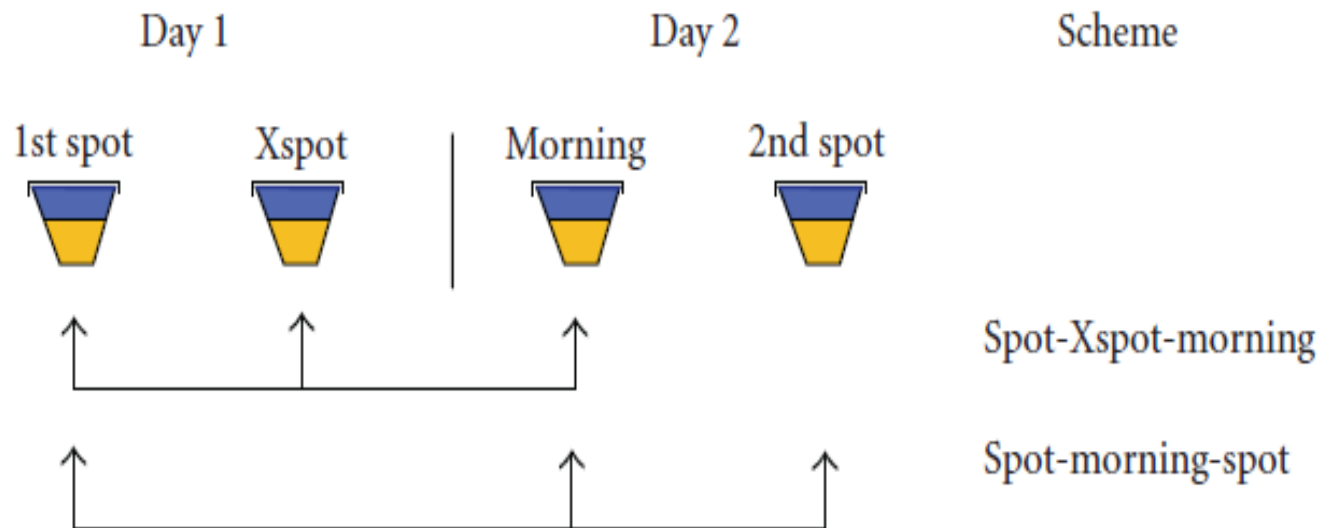 Day 1 Day 2 Scheme
1st spot Xspot Morning 2nd spot
Spot-Xspot-morning
Spot-morning-spot